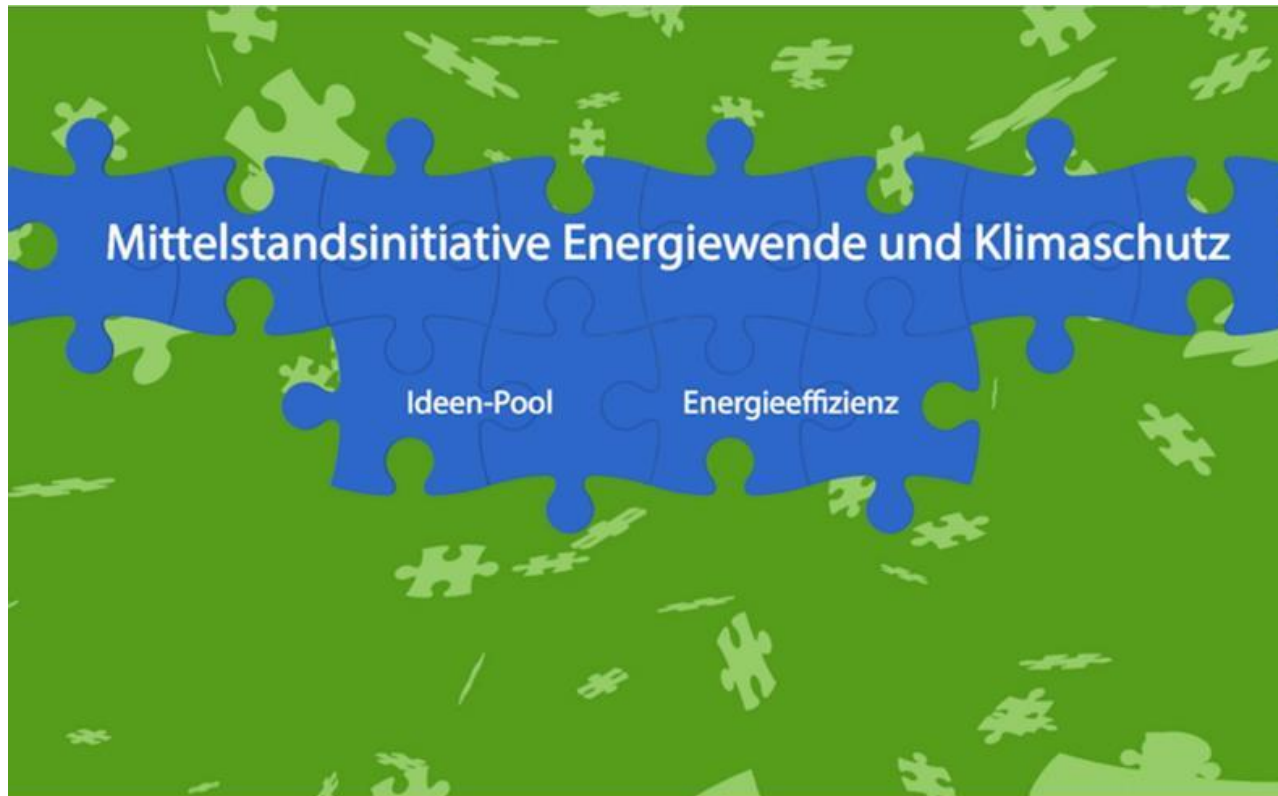 Mittelstandsinitiative Energiewende und Klimaschutz
Ideen-Pool
Energieeffizienz